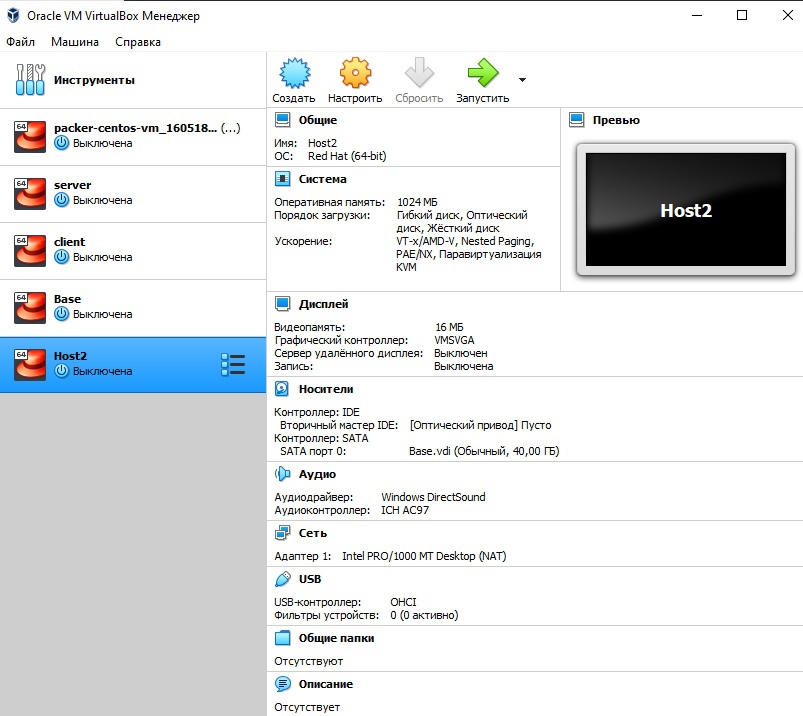 Oracle VM VirtualBox Менеджер
Файл Машина Справка
Инструменты
64 packer-centos-vm_160518... (...)
Выключена
64 server
Выключена
64 client
Выключена
64 Base
Выключена
64 Host2
Выключена
Создать Настроить Сбросить Запустить
Общие
Имя: Host2
ОС: Red Hat (64-bit)
Превью
Host2
Система
Оперативная память: 1024 МБ
Порядок загрузки: Гибкий диск, Оптический
диск, Жёсткий диск
Ускорение: VT-x/AMD-V, Nested Paging,
PAE/NX, Паравиртуализация
KVM
Дисплей
Видеопамять: 16 МБ
Графический контроллер: VMSVGA
Сервер удалённого дисплея: Выключен
Запись: Выключена
Носители
Контроллер: IDE
Вторичный мастер IDE: [Оптический привод] Пусто
Контроллер: SATA
SATA порт 0: Base.vdi (Обычный, 40,00 ГБ)
Аудио
Аудиодрайвер: Windows DirectSound
Аудиоконтроллер: ICH AC97
Сеть
Адаптер 1: Intel PRO/1000 MT Desktop (NAT)
USB
USB-контроллер: OHCI
Фильтры устройств: 0 (0 активно)
Общие папки
Отсутствуют
Описание
Отсутствует